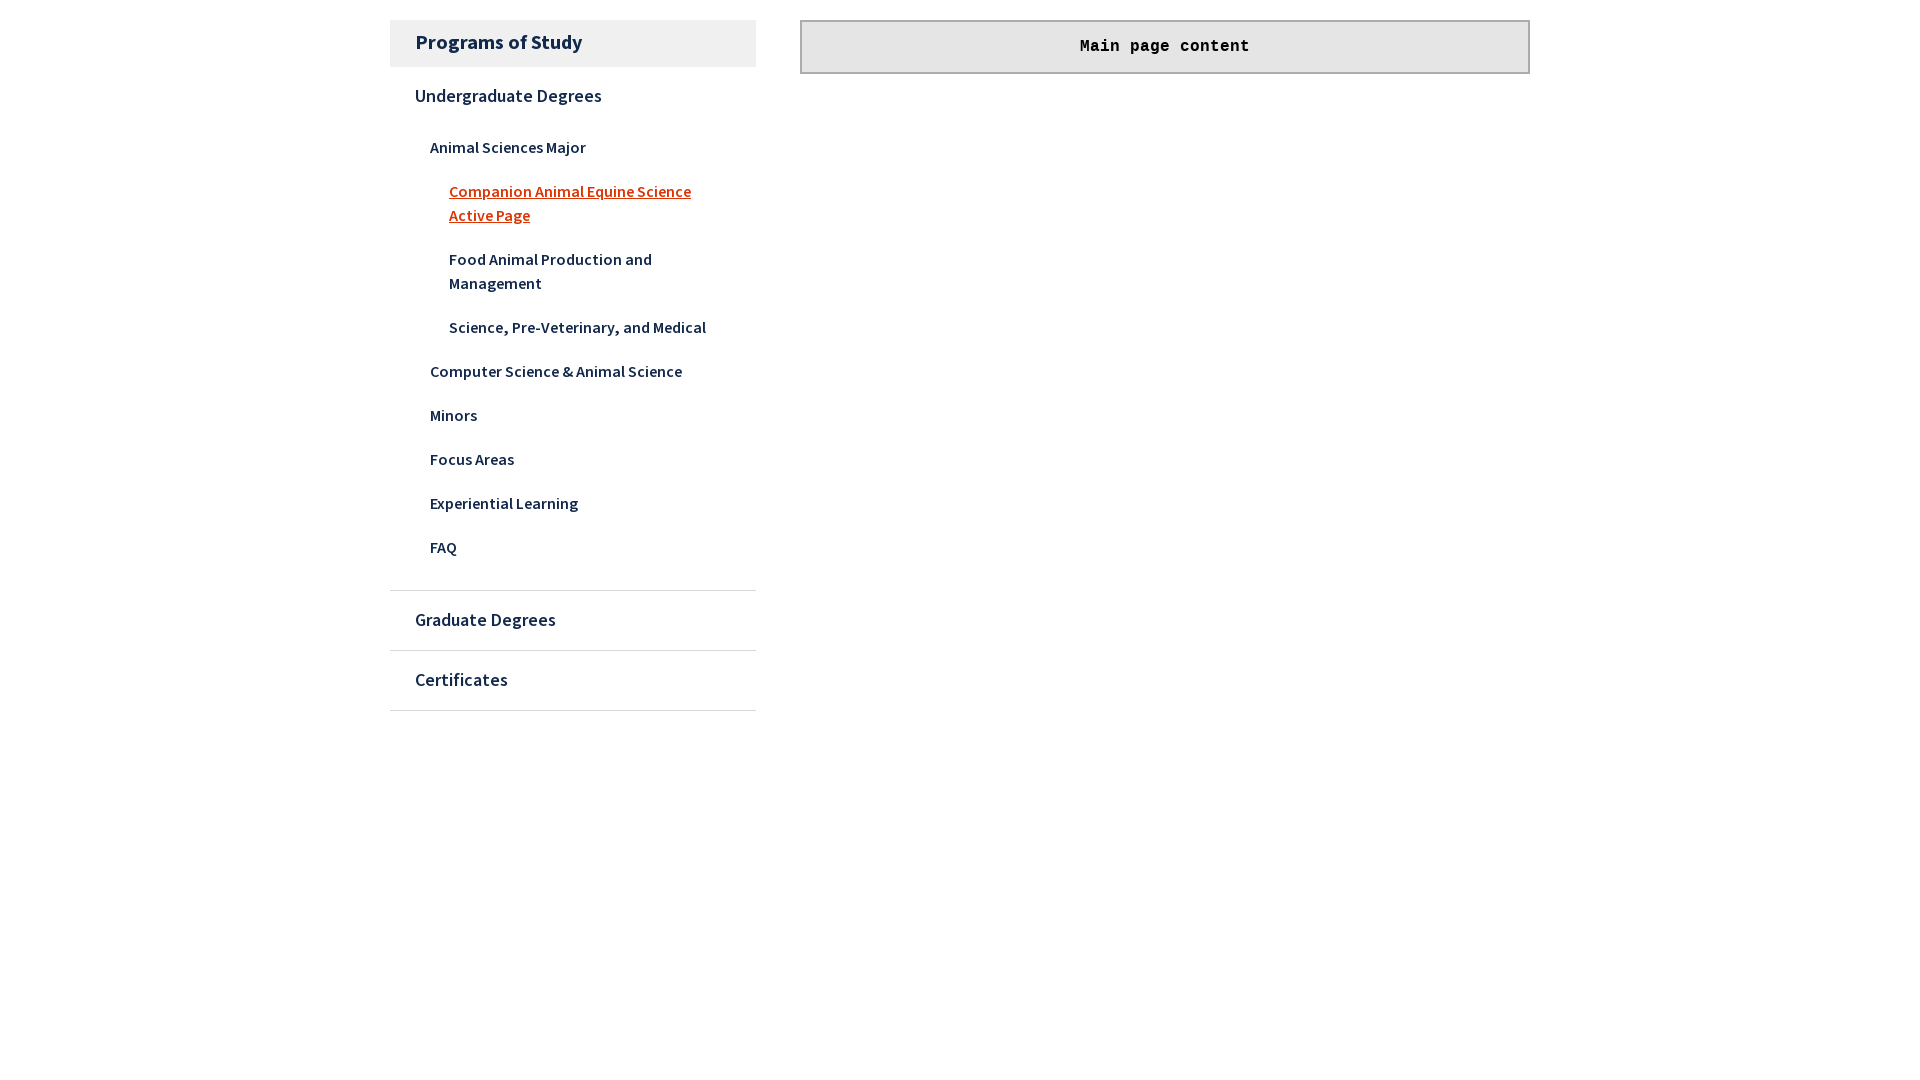 Programs of Study
Main page content
Undergraduate Degrees
Animal Sciences Major
Companion Animal Equine Science
Active Page
Food Animal Production and
Management
Science, Pre-Veterinary, and Medical
Computer Science & Animal Science
Minors
Focus Areas
Experiential Learning
FAQ
Graduate Degrees
Certificates